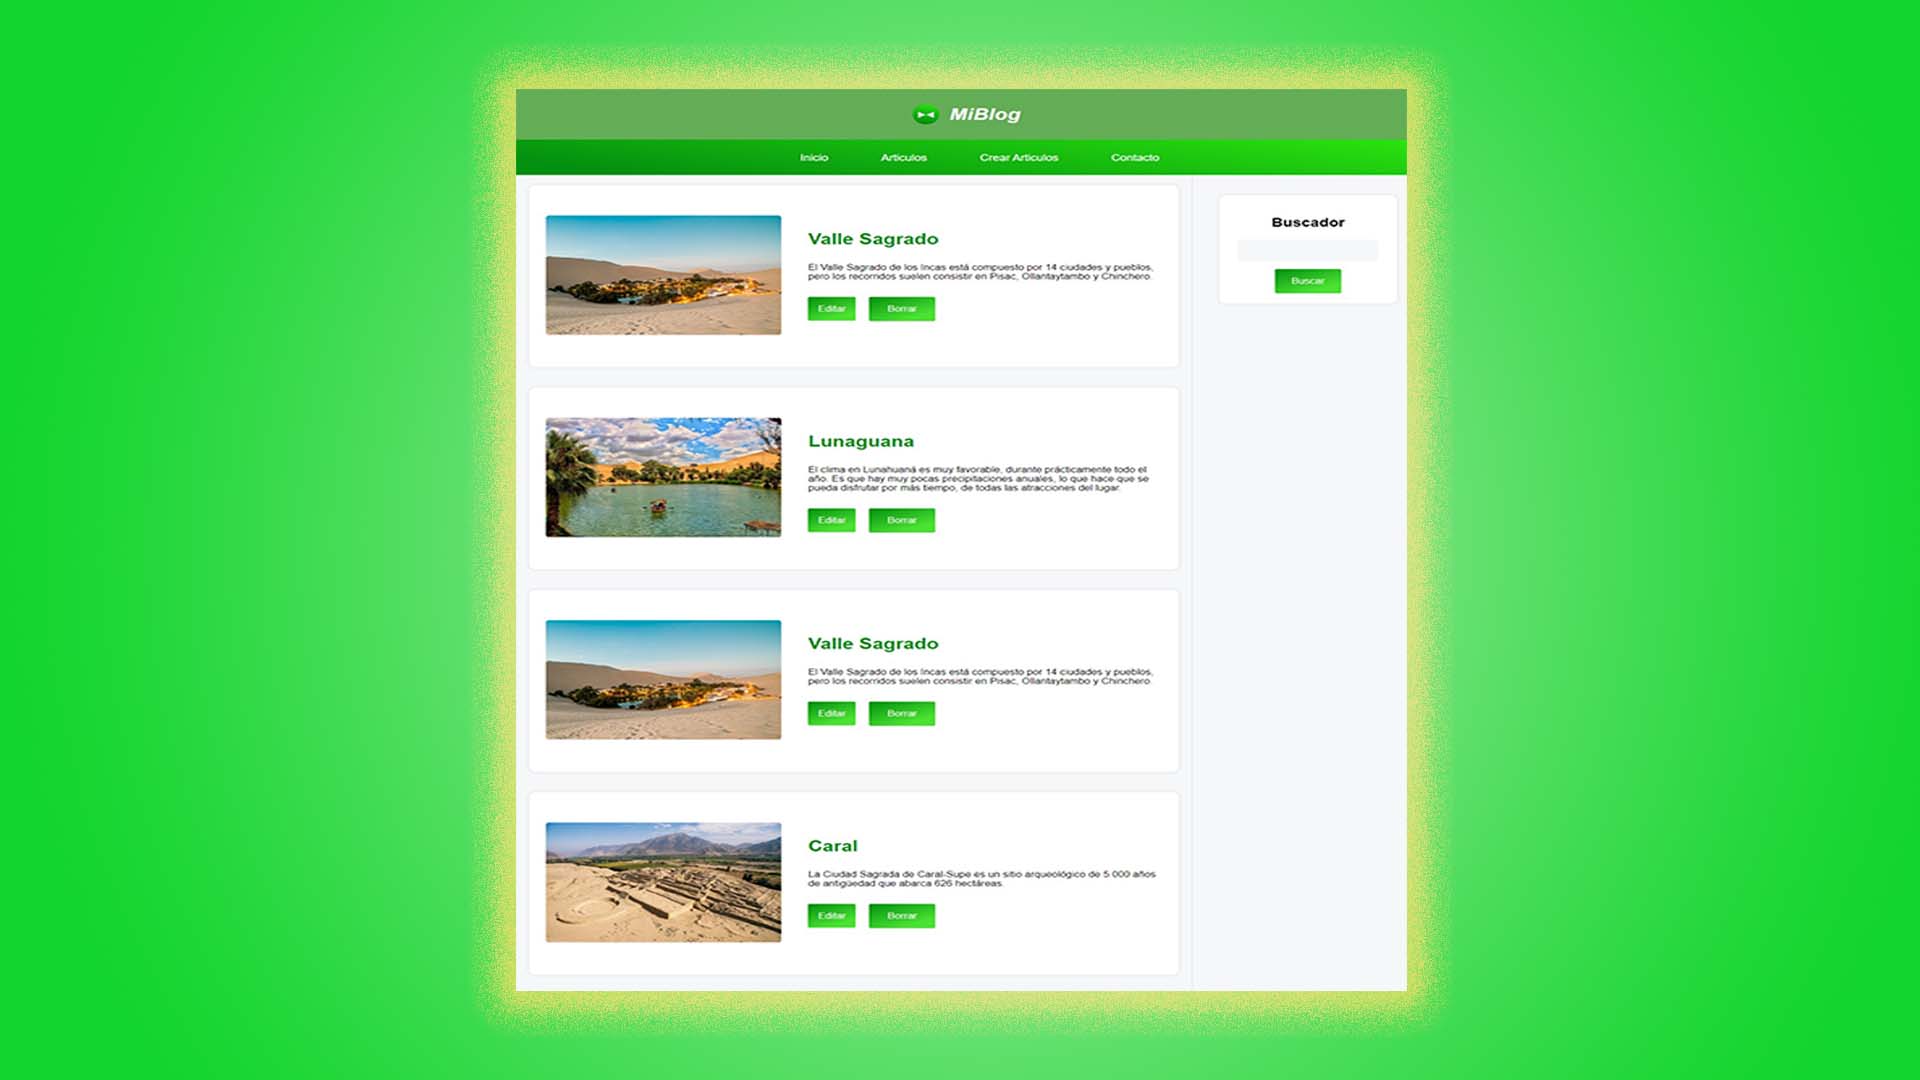 MiBlog
Inicio Articulos Crear Articulos Contacto
Valle Sagrado
El Valle Sagrado de los Incas está compuesto por 14 ciudades y pueblos,
pero los recorridos suelen consistir en Pisac, Ollantaytambo y Chinchero.
Editar Borrar
Lunaguana
El clima en Lunahuaná es muy favorable, durante prácticamente todo el
año. Es que hay muy pocas precipitaciones anuales, lo que hace que se
pueda disfrutar por más tiempo, de todas las atracciones del lugar.
Editar Borrar
Valle Sagrado
El Valle Sagrado de los Incas está compuesto por 14 ciudades y pueblos,
pero los recorridos suelen consistir en Pisac, Ollantaytambo y Chinchero.
Editar Borrar
Caral
La Ciudad Sagrada de Caral-Supe es un sitio arqueológico de 5 000 años
de antigüedad que abarca 626 hectáreas.
Editar Borrar
Buscador
Buscar